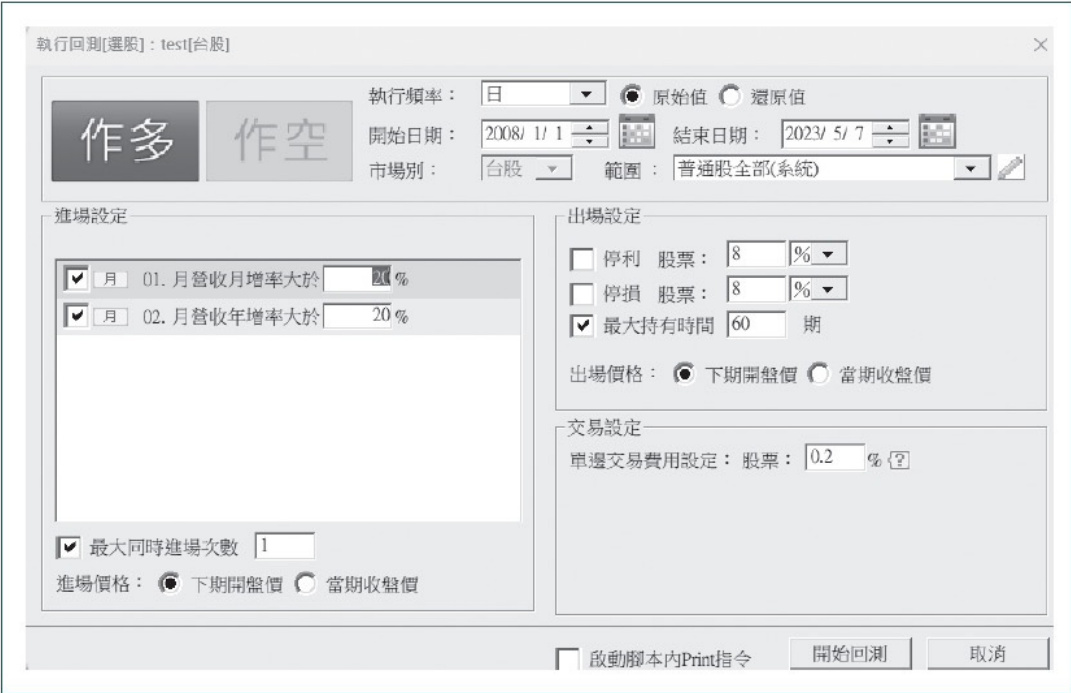 執行回測[選股]：test[台股]
作多 作空
執行頻率： 日 原始值 還原值
開始日期： 2008/ 1/ 1 結束日期： 2023/ 5/ 7
市場別： 台股 範圍： 普通股全部(系統)
進場設定
月 01. 月營收月增率大於 20 %
月 02. 月營收年增率大於 20 %
最大同時進場次數 1
進場價格： 下期開盤價 當期收盤價
出場設定
停利 股票： 8 %
停損 股票： 8 %
最大持有時間 60 期
出場價格： 下期開盤價 當期收盤價
交易設定
單邊交易費用設定： 股票： 0.2 % ?
啟動腳本內Print指令 開始回測 取消